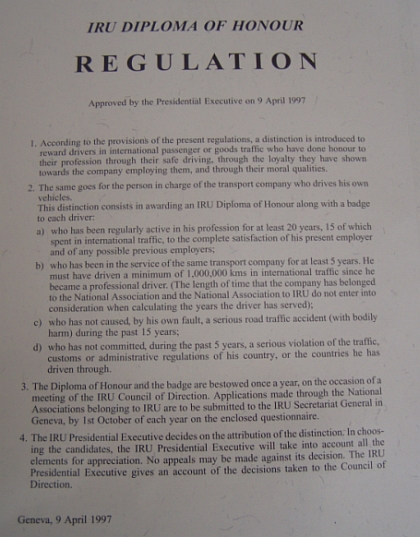 IRU DIPLOMA OF HONOUR
REGULATION
Approved by the Presidential Executive on 9 April 1997
1. According to the provisions of the present regulations, a distinction is introduced to
reward drivers in international passenger or goods traffic who have done honour to
their profession through their safe driving, through the loyalty they have shown
towards the company employing them, and through their moral qualities.
2. The same goes for the person in charge of the transport company who drives his own
vehicles.
This distinction consists in awarding an IRU Diploma of Honour along with a badge
to each driver:
a) who has been regularly active in his profession for at least 20 years, 15 of which
spent in international traffic, to the complete satisfaction of his present employer
and of any possible previous employers;
b) who has been in the service of the same transport company for at least 5 years. He
must have driven a minimum of 1,000,000 kms in international traffic since he
became a professional driver. (The length of time that the company has belonged
to the National Association and the National Association to IRU do not enter into
consideration when calculating the years the driver has served);
c) who has not caused, by his own fault, a serious road traffic accident (with bodily
harm) during the past 15 years;
d) who has not committed, during the past 5 years, a serious violation of the traffic,
customs or administrative regulations of his country, or the countries he has
driven through.
3. The Diploma of Honour and the badge are bestowed once a year, on the occasion of a
meeting of the IRU Council of Direction. Applications made through the National
Associations belonging to IRU are to be submitted to the IRU Secretariat General in
Geneva, by 1st October of each year on the enclosed questionnaire.
4. The IRU Presidential Executive decides on the attribution of the distinction. In choos-
ing the candidates, the IRU Presidential Executive will take into account all the
elements for appreciation. No appeals may be made against its decision. The IRU
Presidential Executive gives an account of the decisions taken to the Council of
Direction.
Geneva, 9 April 1997